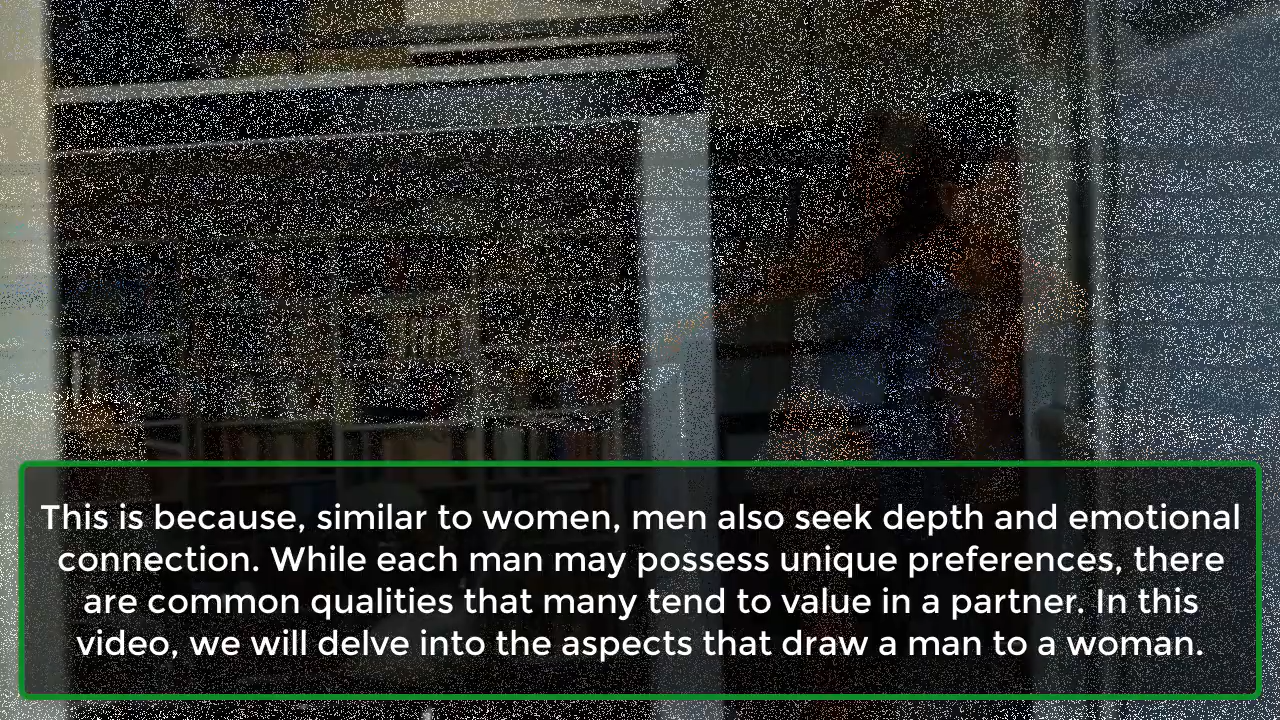 This is because, similar to women, men also seek depth and emotional
connection. While each man may possess unique preferences, there
are common qualities that many tend to value in a partner. In this
video, we will delve into the aspects that draw a man to a woman.